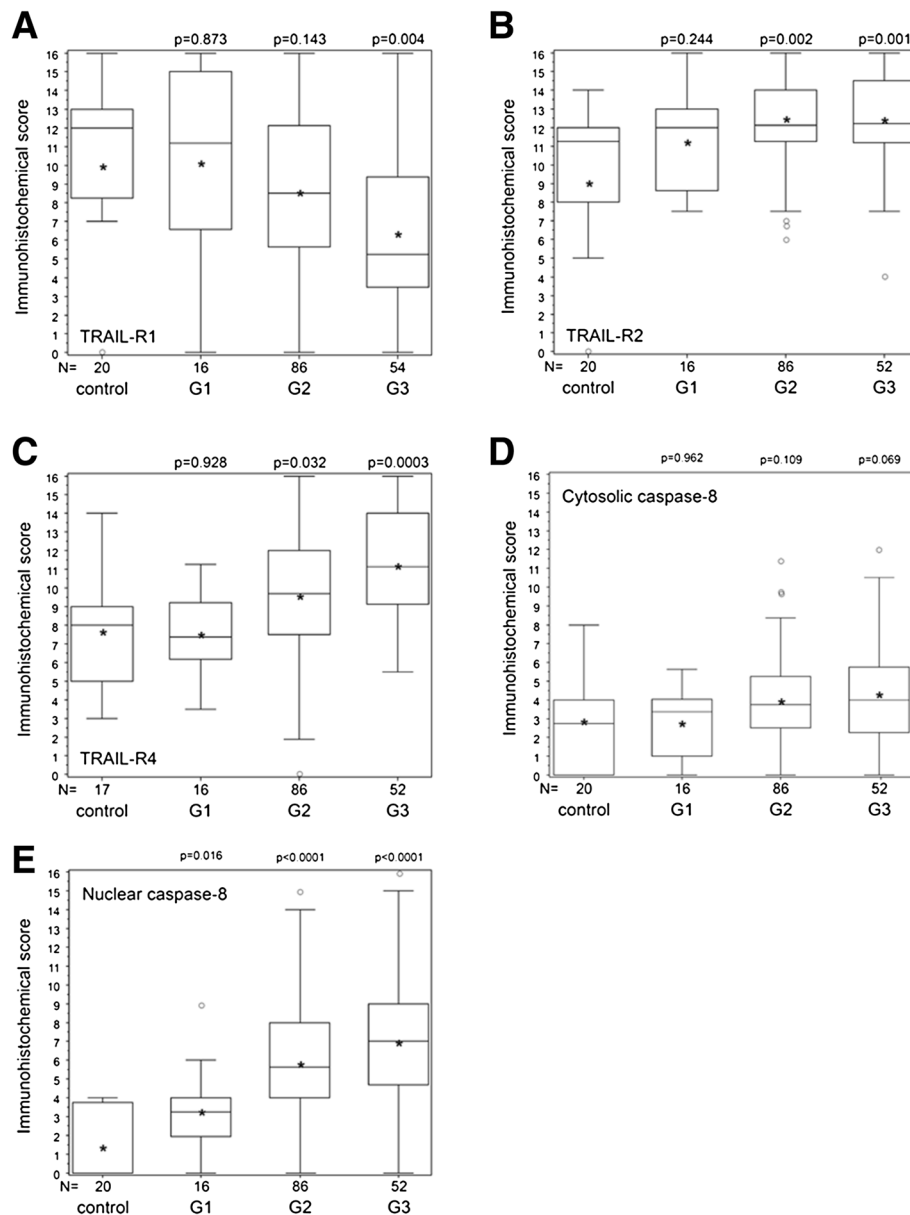 A
p=0.873 p=0.143 p=0.004
Immunohistochemical score
16
15
14
13
12
11
10
9
8
7
6
5
4
3
2
1
0
TRAIL-R1
N= 20 16 86 54
control G1 G2 G3
B
p=0.244 p=0.002 p=0.001
Immunohistochemical score
16
15
14
13
12
11
10
9
8
7
6
5
4
3
2
1
0
TRAIL-R2
N= 20 16 86 52
control G1 G2 G3
C
p=0.928 p=0.032 p=0.0003
Immunohistochemical score
16
15
14
13
12
11
10
9
8
7
6
5
4
3
2
1
0
TRAIL-R4
N= 17 16 86 52
control G1 G2 G3
D
p=0.962 p=0.109 p=0.069
Immunohistochemical score
16
15
14
13
12
11
10
9
8
7
6
5
4
3
2
1
0
Cytosolic caspase-8
N= 20 16 86 52
control G1 G2 G3
E
p=0.016 p<0.0001 p<0.0001
Immunohistochemical score
16
15
14
13
12
11
10
9
8
7
6
5
4
3
2
1
0
Nuclear caspase-8
N= 20 16 86 52
control G1 G2 G3